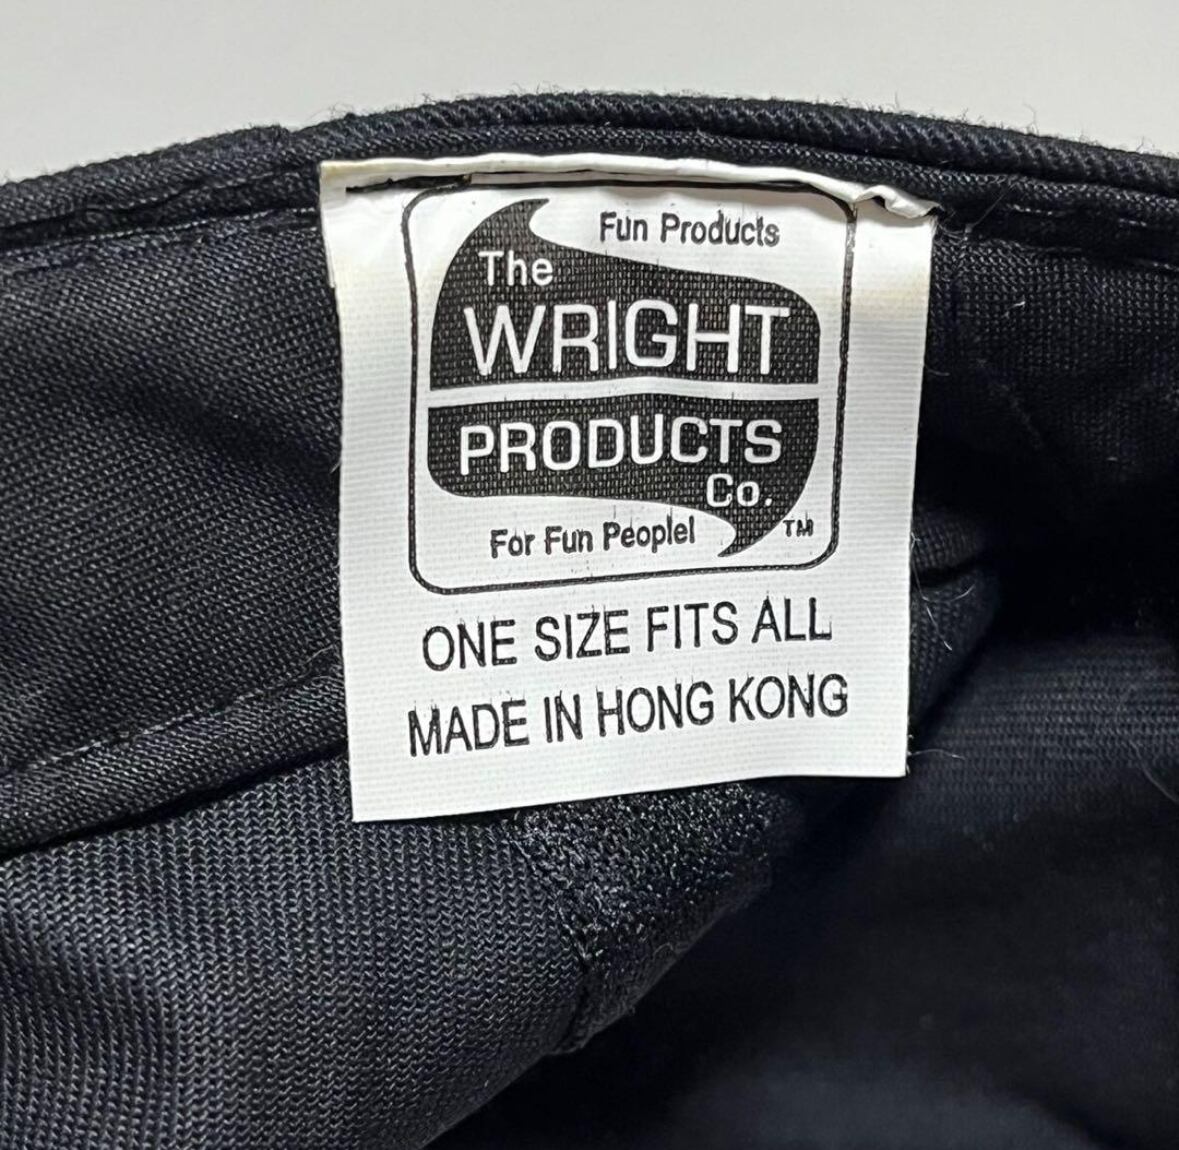 Fun Products
The
WRIGHT
PRODUCTS
Co.
For Fun People!
TM
ONE SIZE FITS ALL
MADE IN HONG KONG